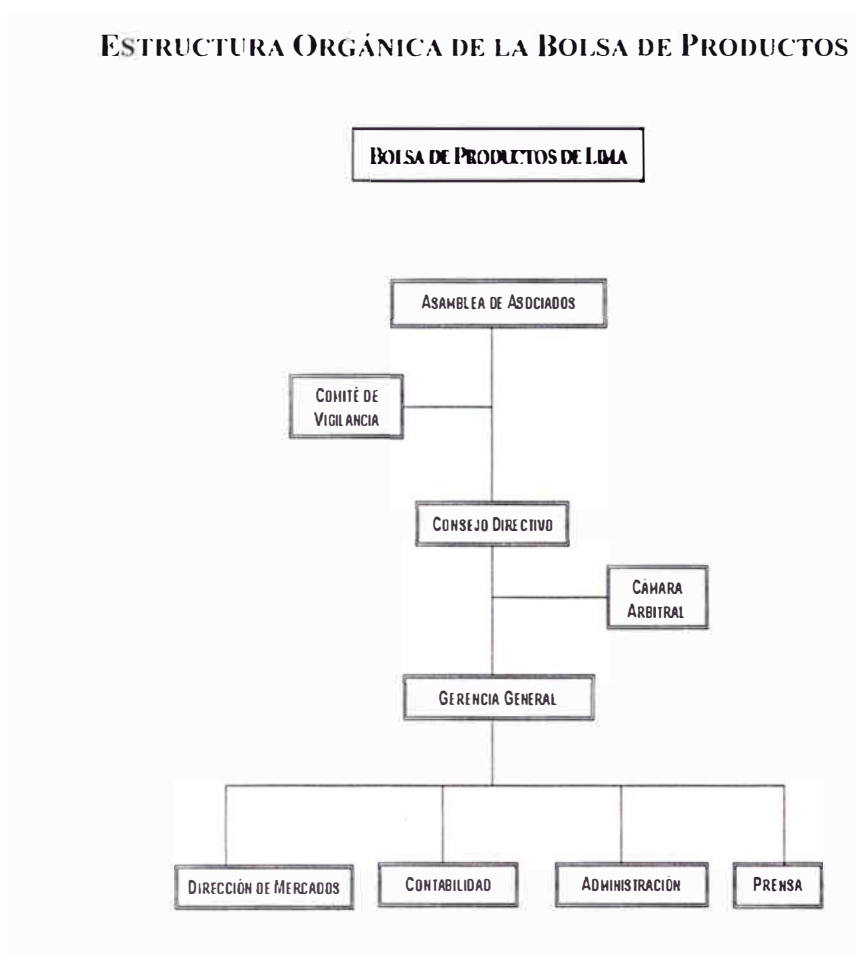 ESTRUCTURA ORGÁNICA DE LA BOLSA DE PRODUCTOS
BOLSA DE PRODUCTOS DE LIMA
ASAMBLEA DE ASOCIADOS
COMITÉ DE
VIGILANCIA
CONSEJO DIRECTIVO
CÁMARA
ARBITRAL
GERENCIA GENERAL
DIRECCIÓN DE MERCADOS
CONTABILIDAD
ADMINISTRACIÓN
PRENSA